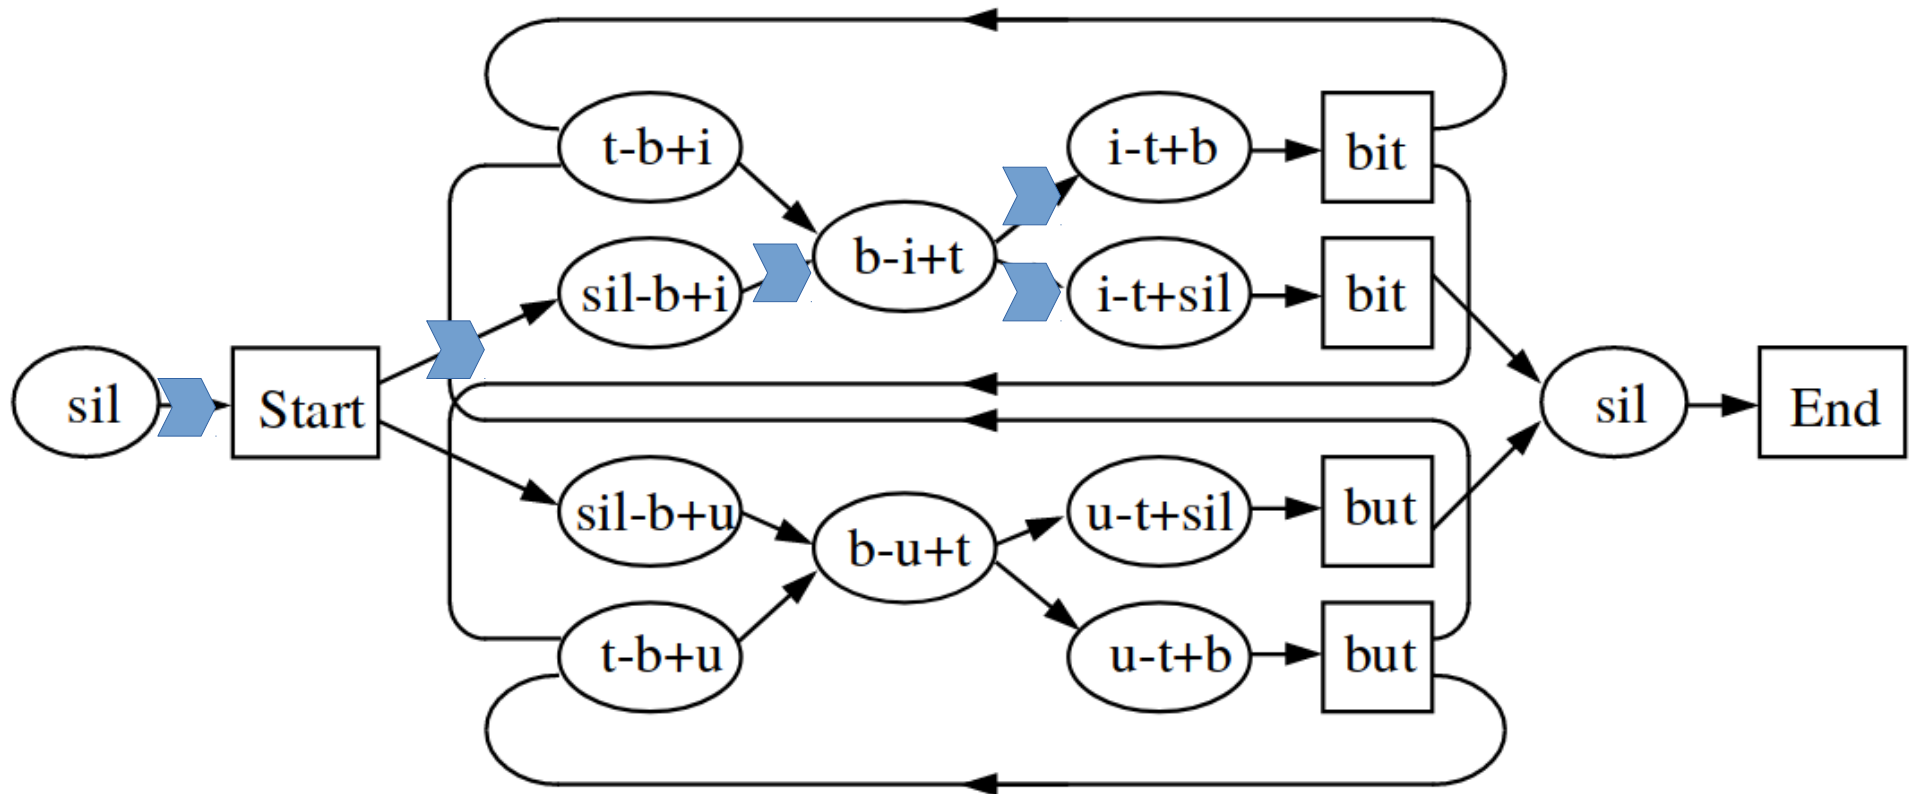 t-b+i
i-t+b
bit
b-i+t
sil-b+i
i-t+sil
bit
sil
Start
sil
End
sil-b+u
u-t+sil
but
b-u+t
t-b+u
u-t+b
but